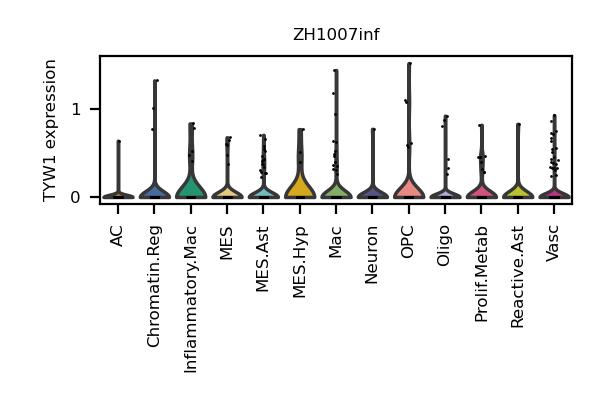 ZH1007inf
TYW1 expression
1
0
AC
Chromatin.Reg
Inflammatory.Mac
MES
MES.Ast
MES.Hyp
Mac
Neuron
OPC
Oligo
Prolif.Metab
Reactive.Ast
Vasc